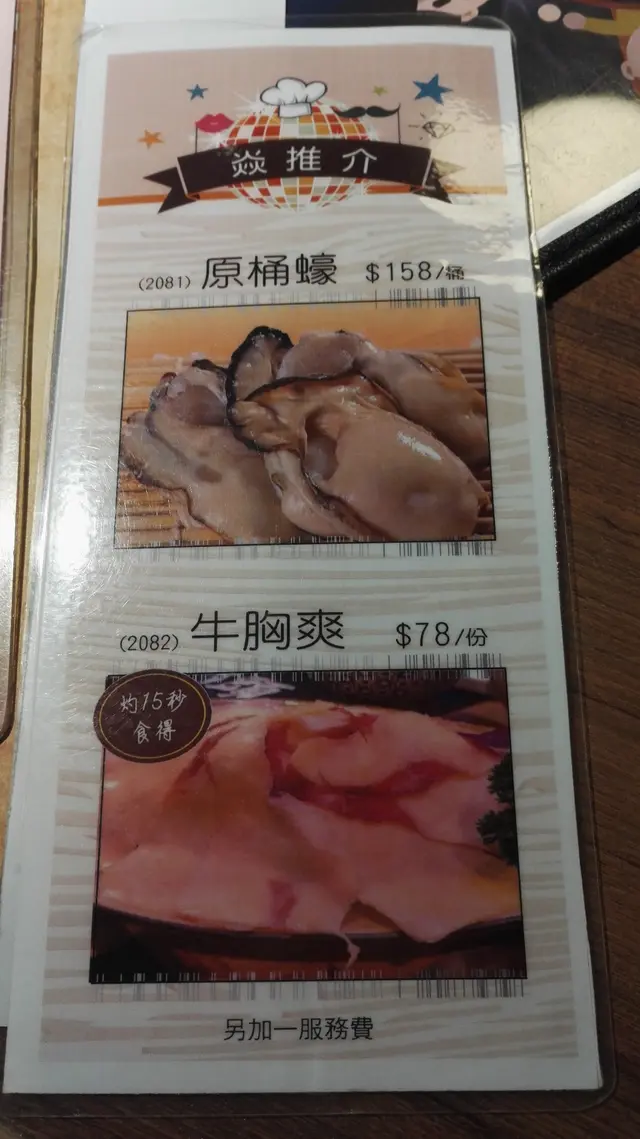 焱推介
(2081) 原桶蠔 $158/桶
(2082) 牛胸爽 $78/份
灼15秒
食得
另加一服務費